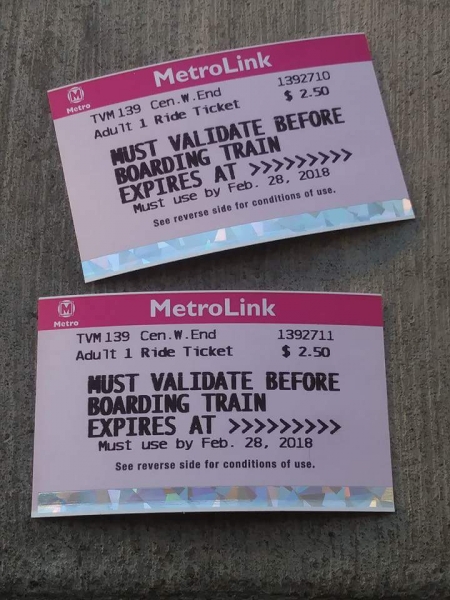 MetroLink
Metro
TVM 139 Cen.W.End 1392710
Adult 1 Ride Ticket $ 2.50
MUST VALIDATE BEFORE
BOARDING TRAIN
EXPIRES AT >>>>>>>>>
Must use by Feb. 28, 2018
See reverse side for conditions of use.
MetroLink
Metro
TVM 139 Cen.W.End 1392711
Adult 1 Ride Ticket $ 2.50
MUST VALIDATE BEFORE
BOARDING TRAIN
EXPIRES AT >>>>>>>>>
Must use by Feb. 28, 2018
See reverse side for conditions of use.